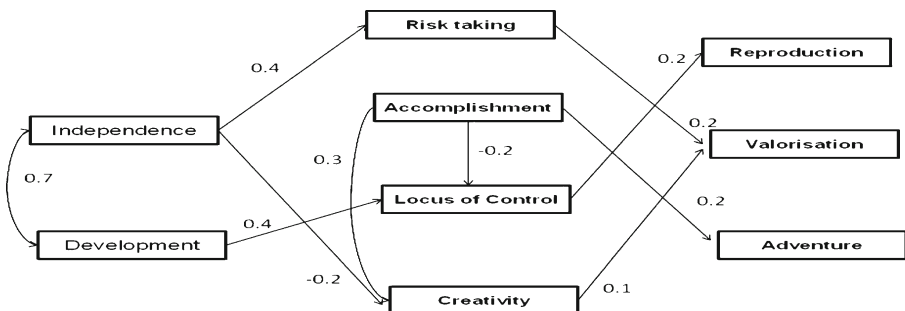 Risk taking
0.4
0.2
Reproduction
Accomplishment
0.2
Independence
Valorisation
0.3
-0.2
0.7
Locus of Control
0.2
0.4
Development
Adventure
-0.2
0.1
Creativity